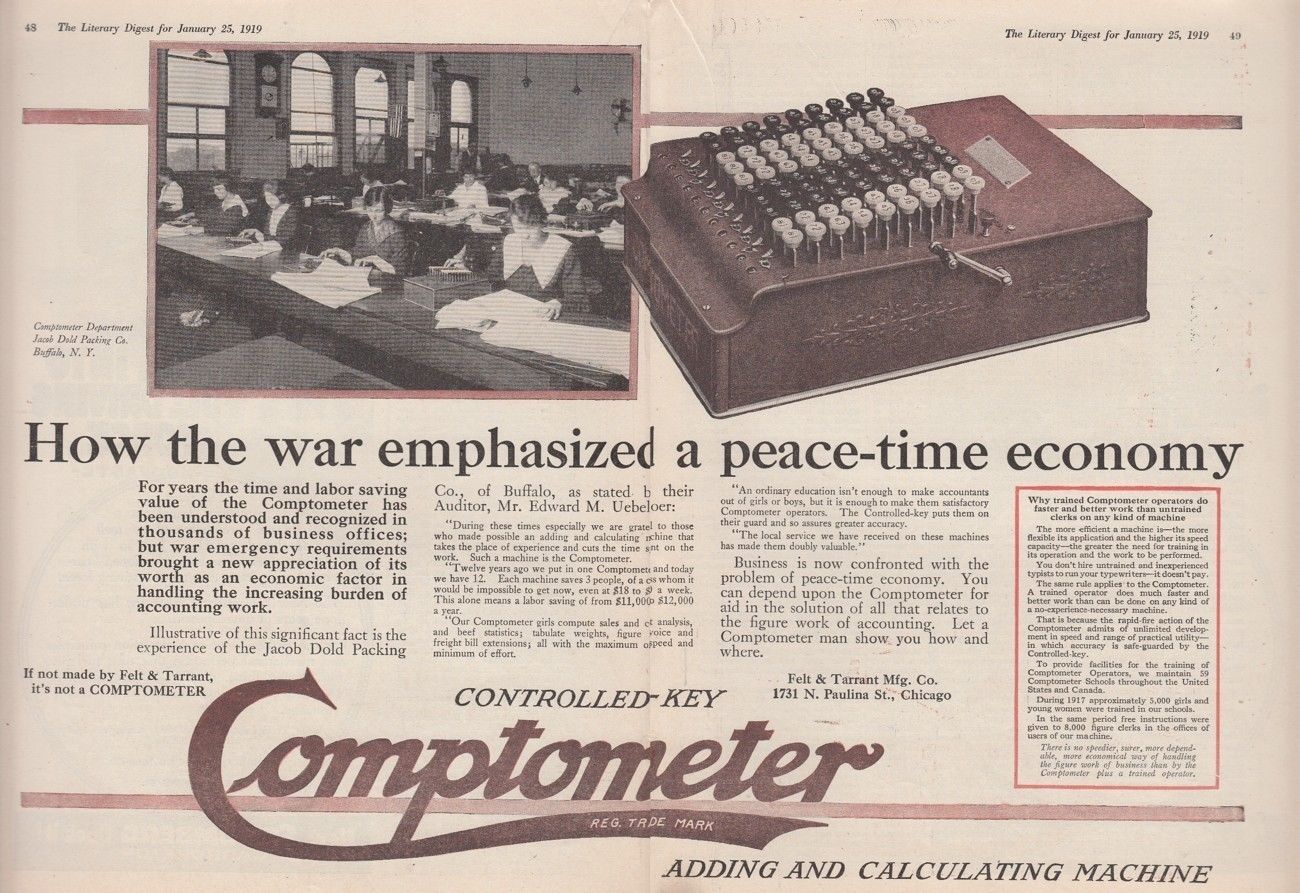 48 The Literary Digest for January 25, 1919
The Literary Digest for January 25, 1919 49
Comptometer Department
Jacob Dold Packing Co.
Buffalo, N. Y.
How the war emphasized a peace-time economy
For years the time and labor saving
value of the Comptometer has
been understood and recognized in
thousands of business offices;
but war emergency requirements
brought a new appreciation of its
worth as an economic factor in
handling the increasing burden of
accounting work.
Illustrative of this significant fact is the
experience of the Jacob Dold Packing
Co., of Buffalo, as stated b their
Auditor, Mr. Edward M. Uebeloer:
"During these times especially we are gratel to those
who made possible an adding and calculating
that
takes the place of experience and cuts the time on the
work. Such a machine is the Comptometer.
"Twelve years ago we put in one Comptomet and today
we have 12. Each machine saves 3 people, of a whom it
would be impossible to get now, even at $18 to a week.
This alone means a labor saving of from $11,000 $12,000
a year.
"Our Comptometer girls compute sales and analysis,
and beef statistics; tabulate weights, figure voice and
freight bill extensions; all with the maximum speed and
minimum of effort.
"An ordinary education isn't enough to make accountants
out of girls or boys, but it is enough to make them satisfactory
Comptometer operators. The Controlled-key puts them on
their guard and so assures greater accuracy.
"The local service we have received on these machines
has made them doubly valuable."
Business is now confronted with the
problem of peace-time economy. You
can depend upon the Comptometer for
aid in the solution of all that relates to
the figure work of accounting. Let a
Comptometer man show you how and
where.
Felt & Tarrant Mfg. Co.
1731 N. Paulina St., Chicago
Why trained Comptometer operators do
faster and better work than untrained
clerks on any kind of machine
The more efficient a machine is—the more
flexible its application and the higher its speed
capacity—the greater the need for training in
its operation and the work to be performed.
You don't hire untrained and inexperienced
typists to run your typewriters—it doesn't pay.
The same rule applies to the Comptometer.
A trained operator does much faster and
better work than can be done on any kind of
a no-experience-necessary machine.
That is because the rapid-fire action of the
Comptometer admits of unlimited develop-
ment in speed and range of practical utility—
in which accuracy is safe-guarded by the
Controlled-key.
To provide facilities for the training of
Comptometer Operators, we maintain 59
Comptometer Schools throughout the United
States and Canada.
During 1917 approximately 5,000 girls and
young women were trained in our schools.
In the same period free instructions were
given to 8,000 figure clerks in the offices of
users of our machine.
There is no speedier, surer, more depend-
able, more economical way of handling
the figure work of business than by the
Comptometer plus a trained operator.
If not made by Felt & Tarrant,
it's not a COMPTOMETER
CONTROLLED-KEY
Comptometer
REG. TRDE MARK
ADDING AND CALCULATING MACHINE